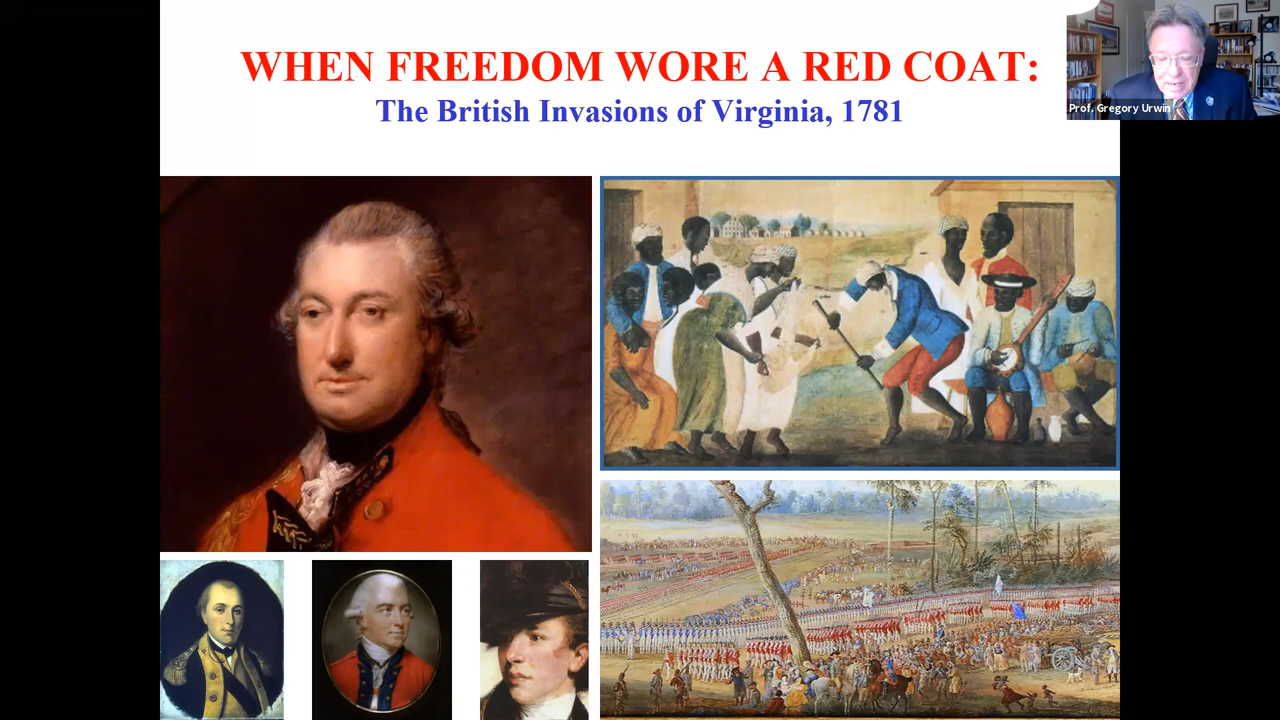 WHEN FREEDOM WORE A RED COAT:
The British Invasions of Virginia, 1781
Prof. Gregory Urwin